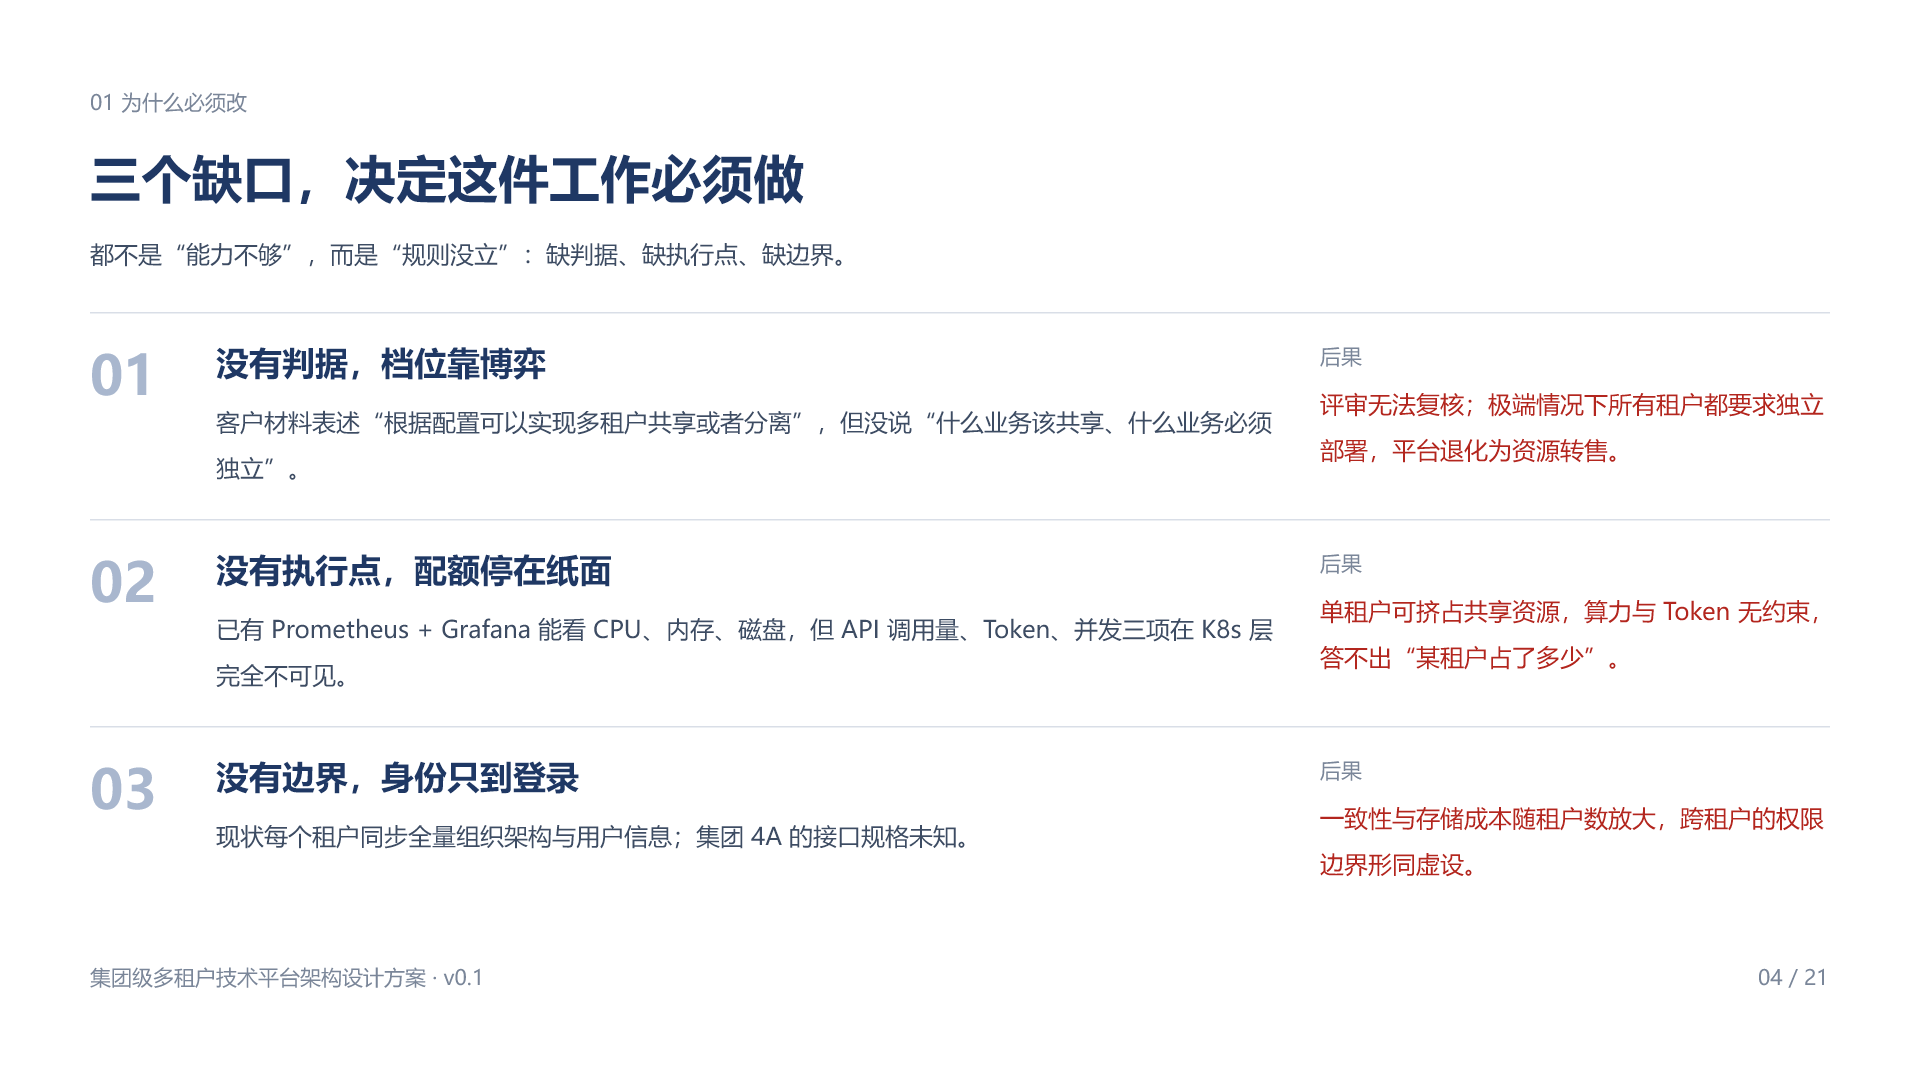 01 为什么必须改
三个缺口，决定这件工作必须做
都不是“能力不够”，而是“规则没立”：缺判据、缺执行点、缺边界。
01
没有判据，档位靠博弈
客户材料表述“根据配置可以实现多租户共享或者分离”，但没说“什么业务该共享、什么业务必须
独立”。
后果
评审无法复核；极端情况下所有租户都要求独立
部署，平台退化为资源转售。
02
没有执行点，配额停在纸面
已有 Prometheus + Grafana 能看 CPU、内存、磁盘，但 API 调用量、Token、并发三项在 K8s 层
完全不可见。
后果
单租户可挤占共享资源，算力与 Token 无约束，
答不出“某租户占了多少”。
03
没有边界，身份只到登录
现状每个租户同步全量组织架构与用户信息；集团 4A 的接口规格未知。
后果
一致性与存储成本随租户数放大，跨租户的权限
边界形同虚设。
集团级多租户技术平台架构设计方案 · v0.1
04 / 21